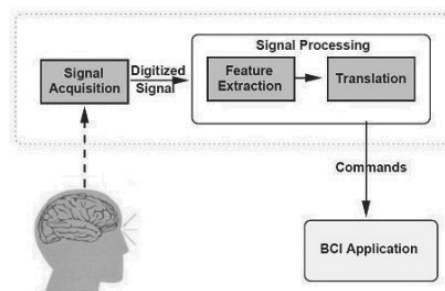 Signal Processing
Signal
Acquisition
Digitized
Signal
Feature
Extraction
Translation
Commands
BCI Application